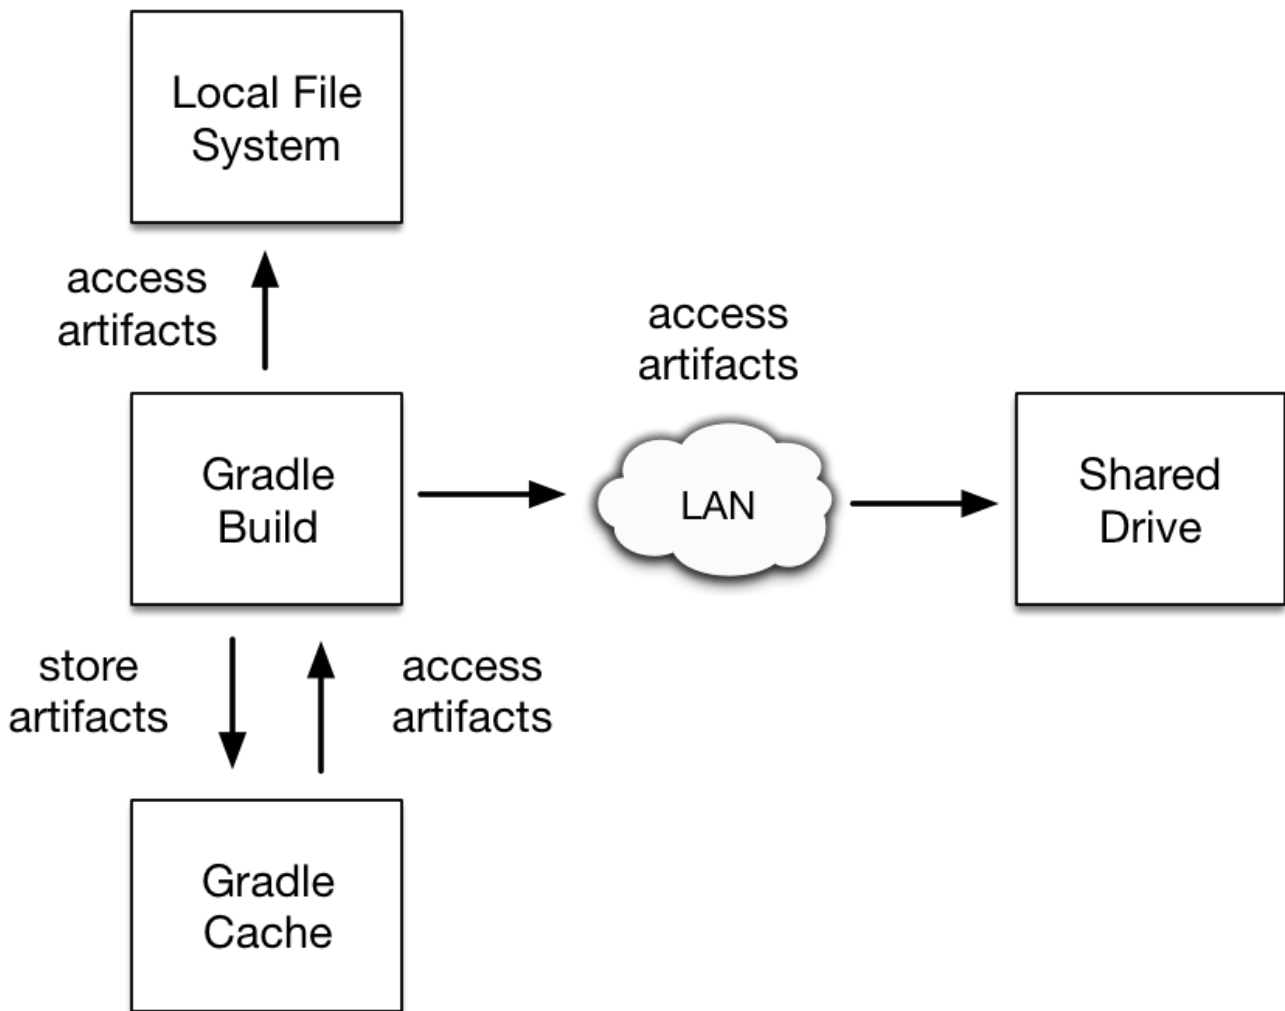 Local File
System
access
artifacts
access
artifacts
Gradle
Build
LAN
Shared
Drive
store
artifacts
access
artifacts
Gradle
Cache